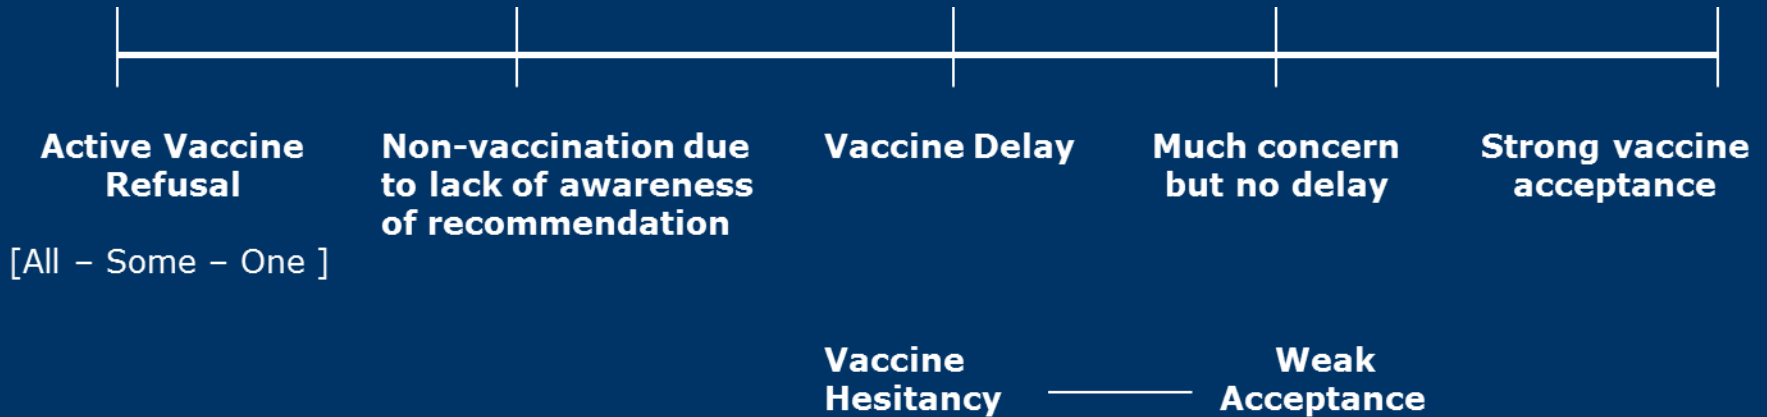 Active Vaccine
Refusal
[All – Some – One ]
Non-vaccination due
to lack of awareness
of recommendation
Vaccine Delay
Much concern
but no delay
Strong vaccine
acceptance
Vaccine
Hesitancy
Weak
Acceptance